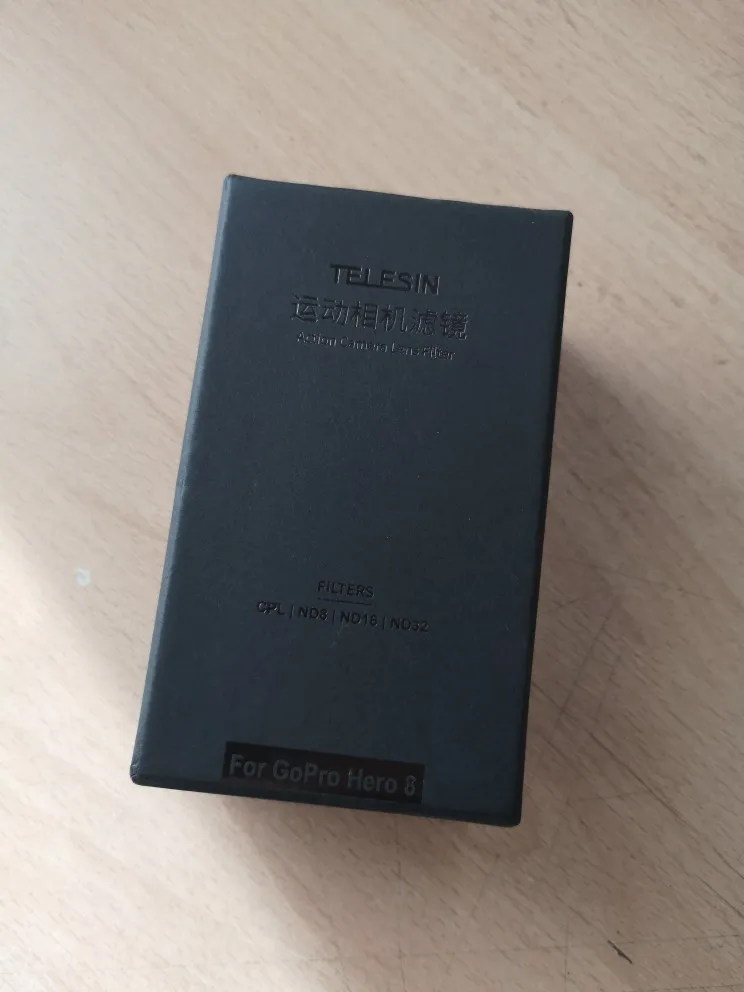 TELESIN
运动相机滤镜
Action Camera Lens Filter
FILTERS
CPL | ND8 | ND16 | ND32
For GoPro Hero 8